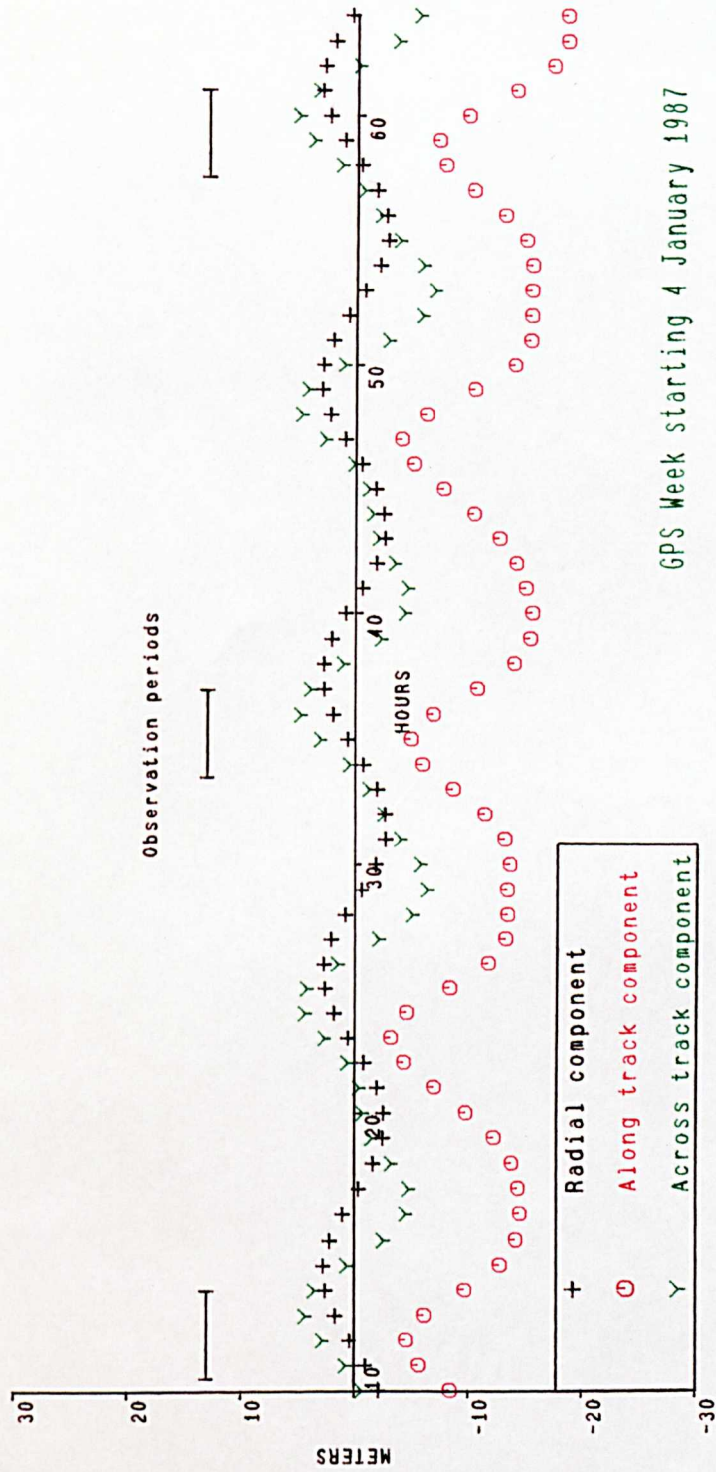 30
20
10
-10
-20
-30
METERS
10
20
30
40
50
60
HOURS
Observation periods
Radial component
Along track component
Across track component
GPS Week starting 4 January 1987